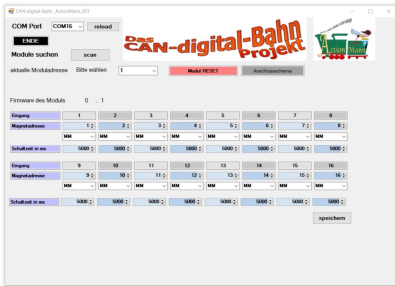 CAN-digital-Bahn_ActionMans_001
COM Port COM16 reload
ENDE
Das CAN-digital-Bahn Projekt
Action Mans
Module suchen scan
aktuelle Moduladresse Bitte wählen 1 Modul RESET Anschlussschema
Firmware des Moduls 0 . 1
Eingang 1 2 3 4 5 6 7 8
Magnetadresse 1 2 3 4 5 6 7 8
MM MM MM MM MM MM MM MM
Schaltzeit in ms 5000 5000 5000 5000 5000 5000 5000 5000
Eingang 9 10 11 12 13 14 15 16
Magnetadresse 9 10 11 12 13 14 15 16
MM MM MM MM MM MM MM MM
Schaltzeit in ms 5000 5000 5000 5000 5000 5000 5000 5000
speichern